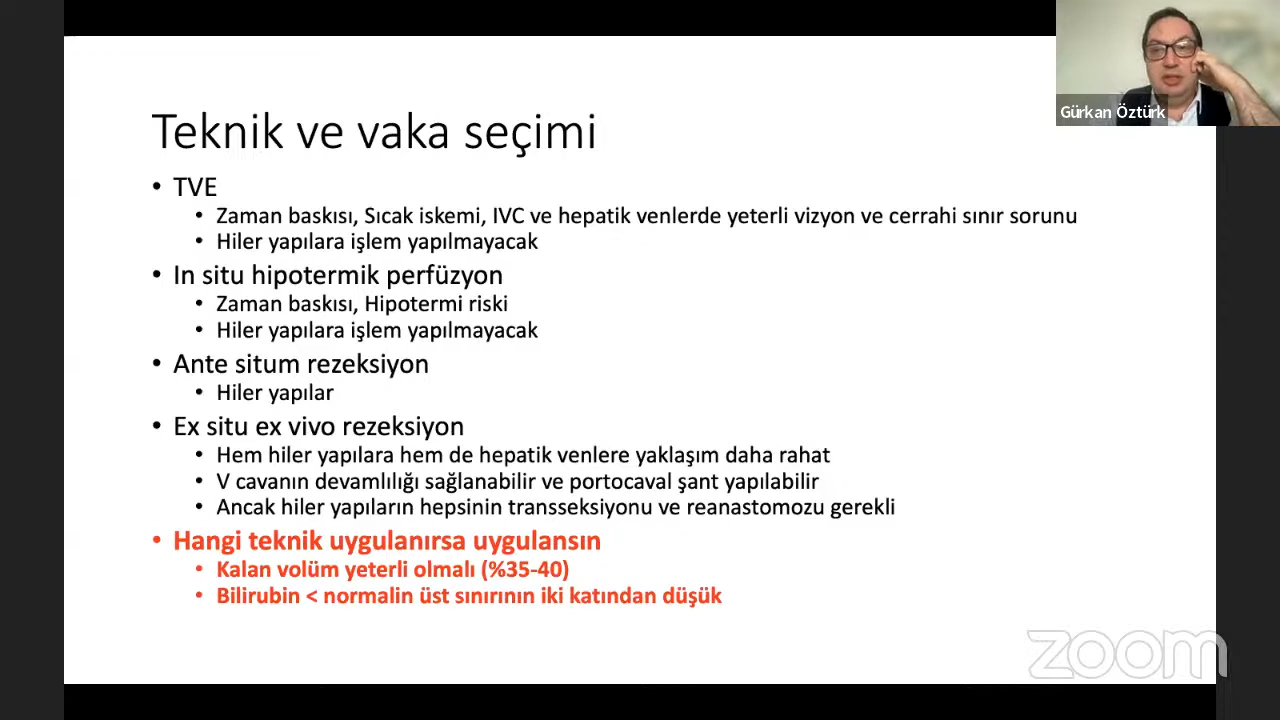 Gürkan Öztürk
Teknik ve vaka seçimi
• TVE
• Zaman baskısı, Sıcak iskemi, IVC ve hepatik venlerde yeterli vizyon ve cerrahi sınır sorunu
• Hiler yapılara işlem yapılmayacak
• In situ hipotermik perfüzyon
• Zaman baskısı, Hipotermi riski
• Hiler yapılara işlem yapılmayacak
• Ante situm rezeksiyon
• Hiler yapılar
• Ex situ ex vivo rezeksiyon
• Hem hiler yapılara hem de hepatik venlere yaklaşım daha rahat
• V cavanın devamlılığı sağlanabilir ve portocaval şant yapılabilir
• Ancak hiler yapıların hepsinin transseksiyonu ve reanastomozu gerekli
• Hangi teknik uygulanırsa uygulansın
• Kalan volüm yeterli olmalı (%35-40)
• Bilirubin < normalin üst sınırının iki katından düşük
zoom